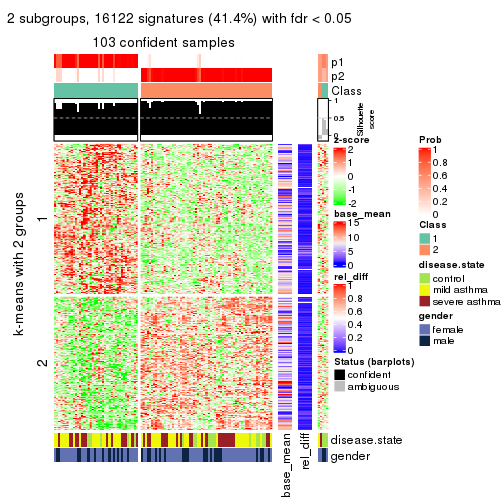 2 subgroups, 16122 signatures (41.4%) with fdr < 0.05
103 confident samples
p1
p2
Class
1
0.5
0
Silhouette
score
k-means with 2 groups
1
2
z-score
2
1
0
-1
-2
base_mean
15
10
5
0
rel_diff
1
0.8
0.6
0.4
0.2
0
Status (barplots)
confident
ambiguous
Prob
1
0.8
0.6
0.4
0.2
0
Class
1
2
disease.state
control
mild asthma
severe asthma
gender
female
male
disease.state
gender
base_mean
rel_diff